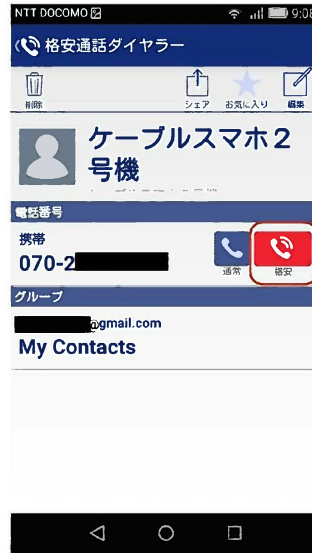 NTT DOCOMO 9:08
格安通話ダイヤラー
削除 シェア お気に入り 編集
ケーブルスマホ2
号機
電話番号
携帯
070-2
通常 格安
グループ
@gmail.com
My Contacts